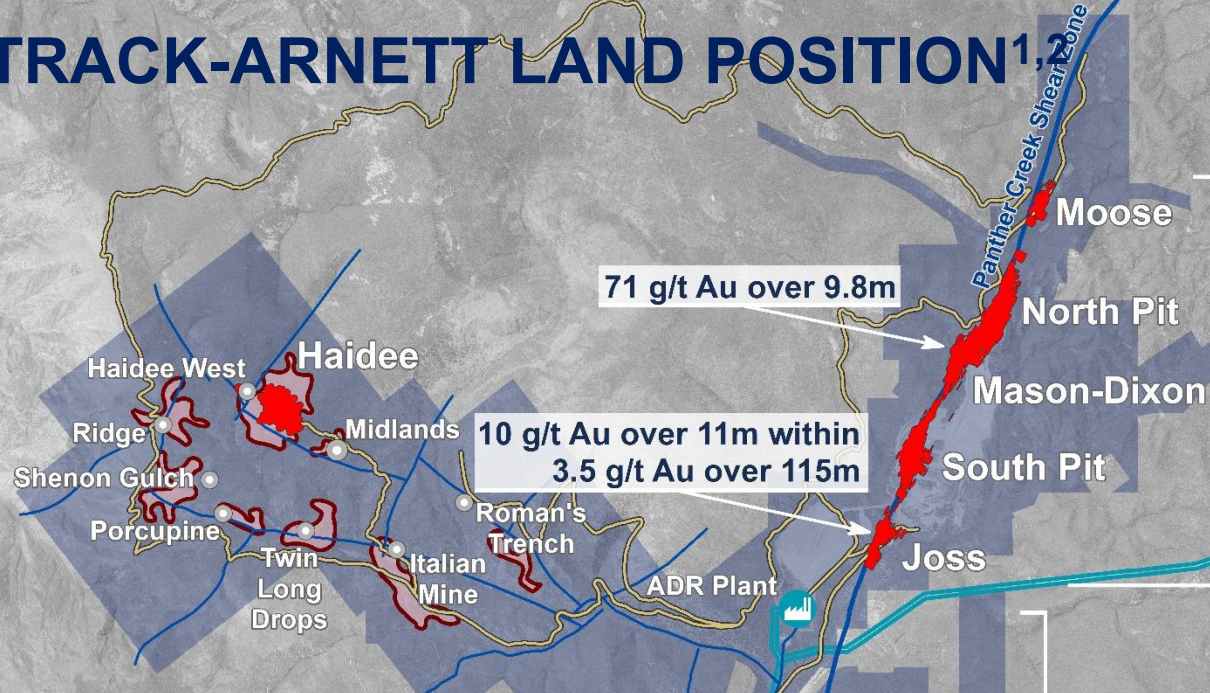 TRACK-ARNETT LAND POSITION1,2
Panther Creek Shear Zone
Moose
71 g/t Au over 9.8m
North Pit
Haidee
Haidee West
Mason-Dixon
Ridge
Midlands
10 g/t Au over 11m within
3.5 g/t Au over 115m
South Pit
Shenon Gulch
Porcupine
Roman's
Trench
Twin
Long
Drops
Italian
Mine
Joss
ADR Plant